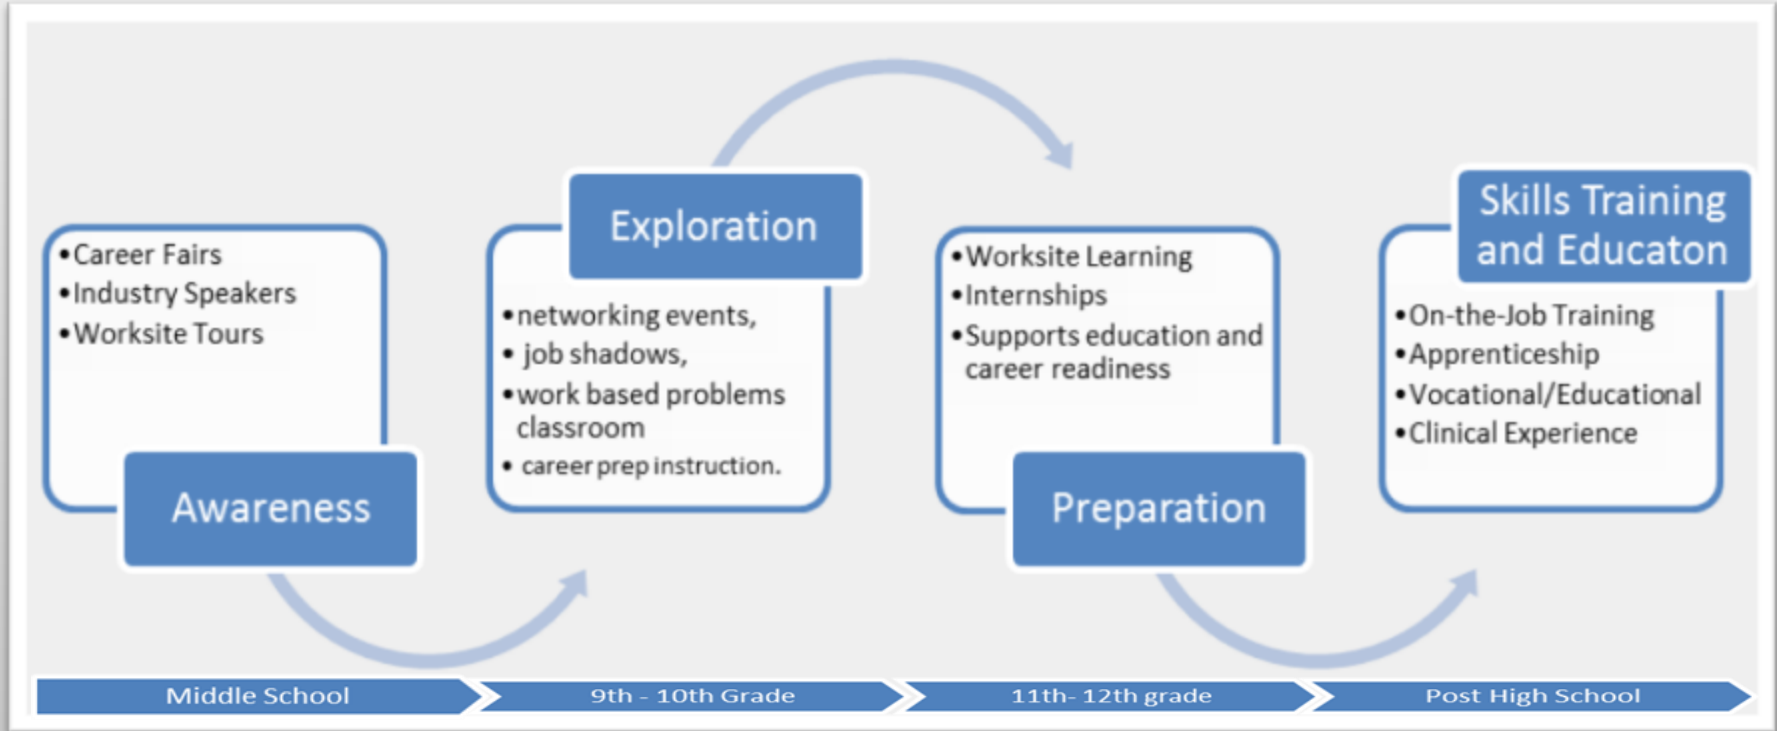 •Career Fairs
•Industry Speakers
•Worksite Tours
Awareness
Exploration
•networking events,
• job shadows,
•work based problems
classroom
• career prep instruction.
•Worksite Learning
•Internships
•Supports education and
career readiness
Preparation
Skills Training
and Educaton
•On-the-Job Training
•Apprenticeship
•Vocational/Educational
•Clinical Experience
Middle School
9th - 10th Grade
11th- 12th grade
Post High School